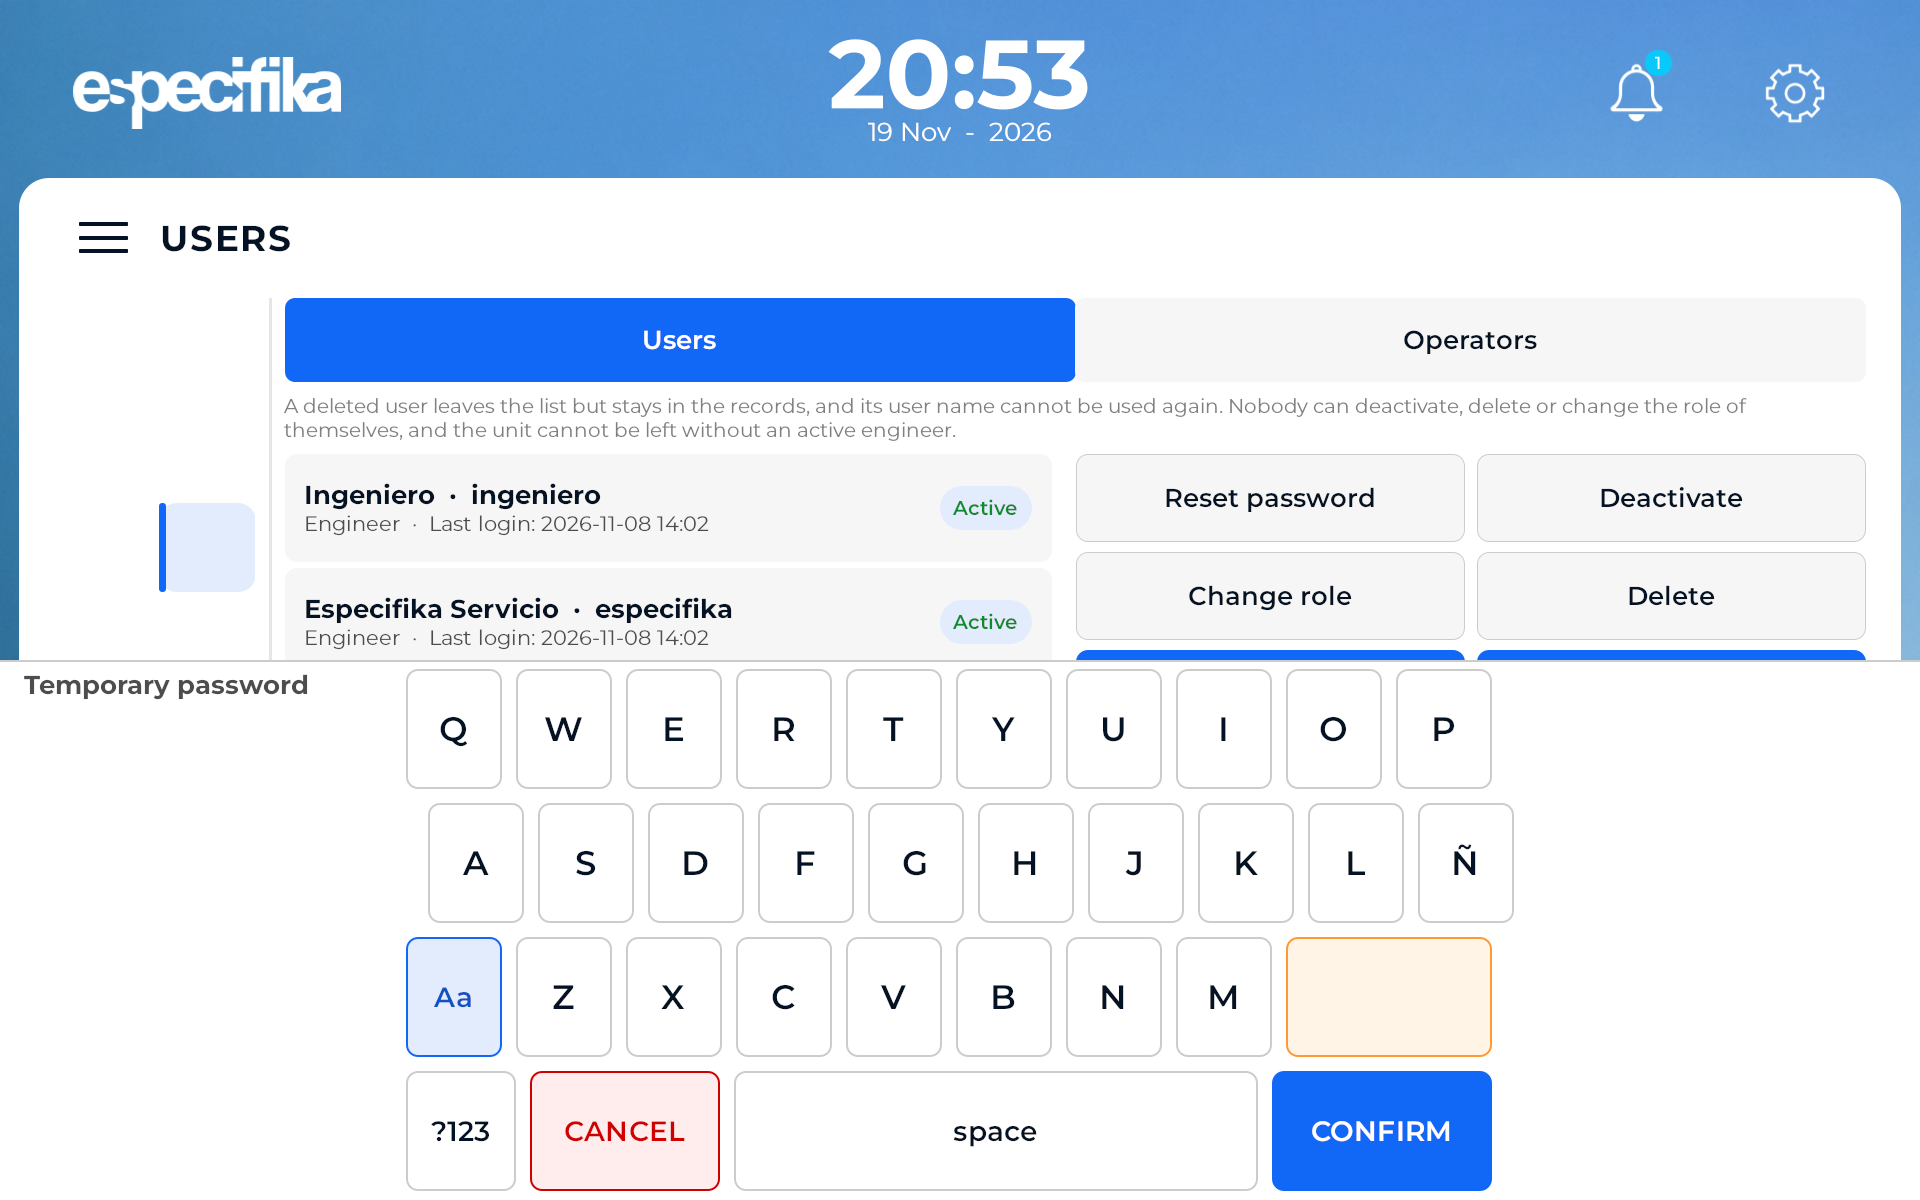 especifika
20:53
19 Nov - 2026
1
USERS
Users
Operators
A deleted user leaves the list but stays in the records, and its user name cannot be used again. Nobody can deactivate, delete or change the role of
themselves, and the unit cannot be left without an active engineer.
Ingeniero · ingeniero
Engineer · Last login: 2026-11-08 14:02
Active
Reset password
Deactivate
Especifika Servicio · especifika
Engineer · Last login: 2026-11-08 14:02
Active
Change role
Delete
Temporary password
Q W E R T Y U I O P
A S D F G H J K L Ñ
Aa Z X C V B N M
?123 CANCEL space CONFIRM